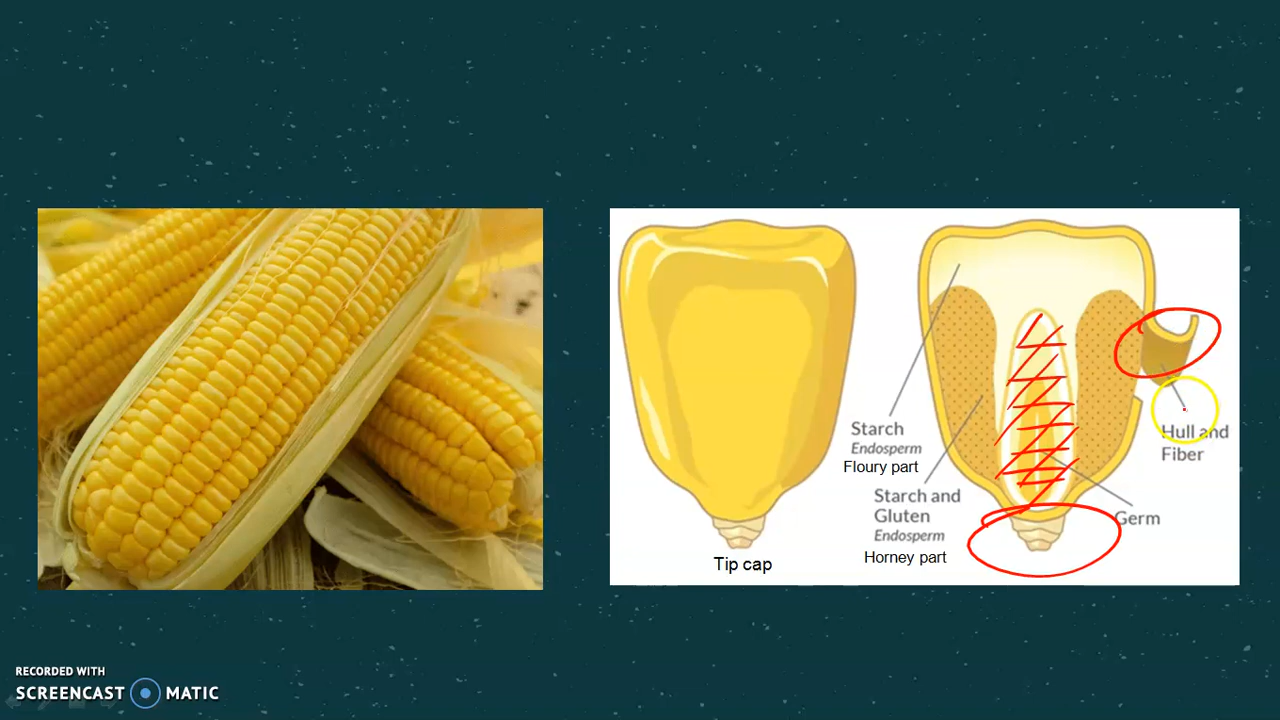 Starch
Endosperm
Floury part
Starch and
Gluten
Endosperm
Horney part
Tip cap
Hull and
Fiber
Germ
RECORDED WITH
SCREENCAST MATIC